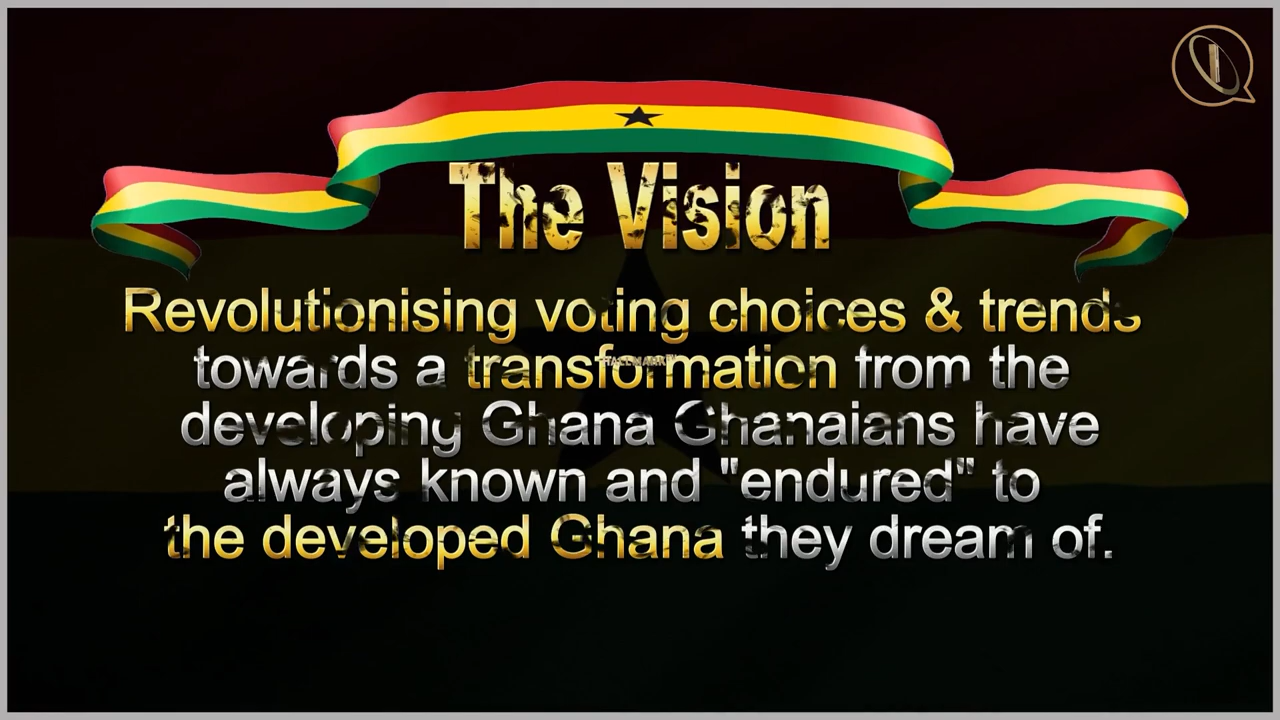 The Vision
Revolutionising voting choices & trends
towards a transformation from the
developing Ghana Ghanaians have
always known and "endured" to
the developed Ghana they dream of.